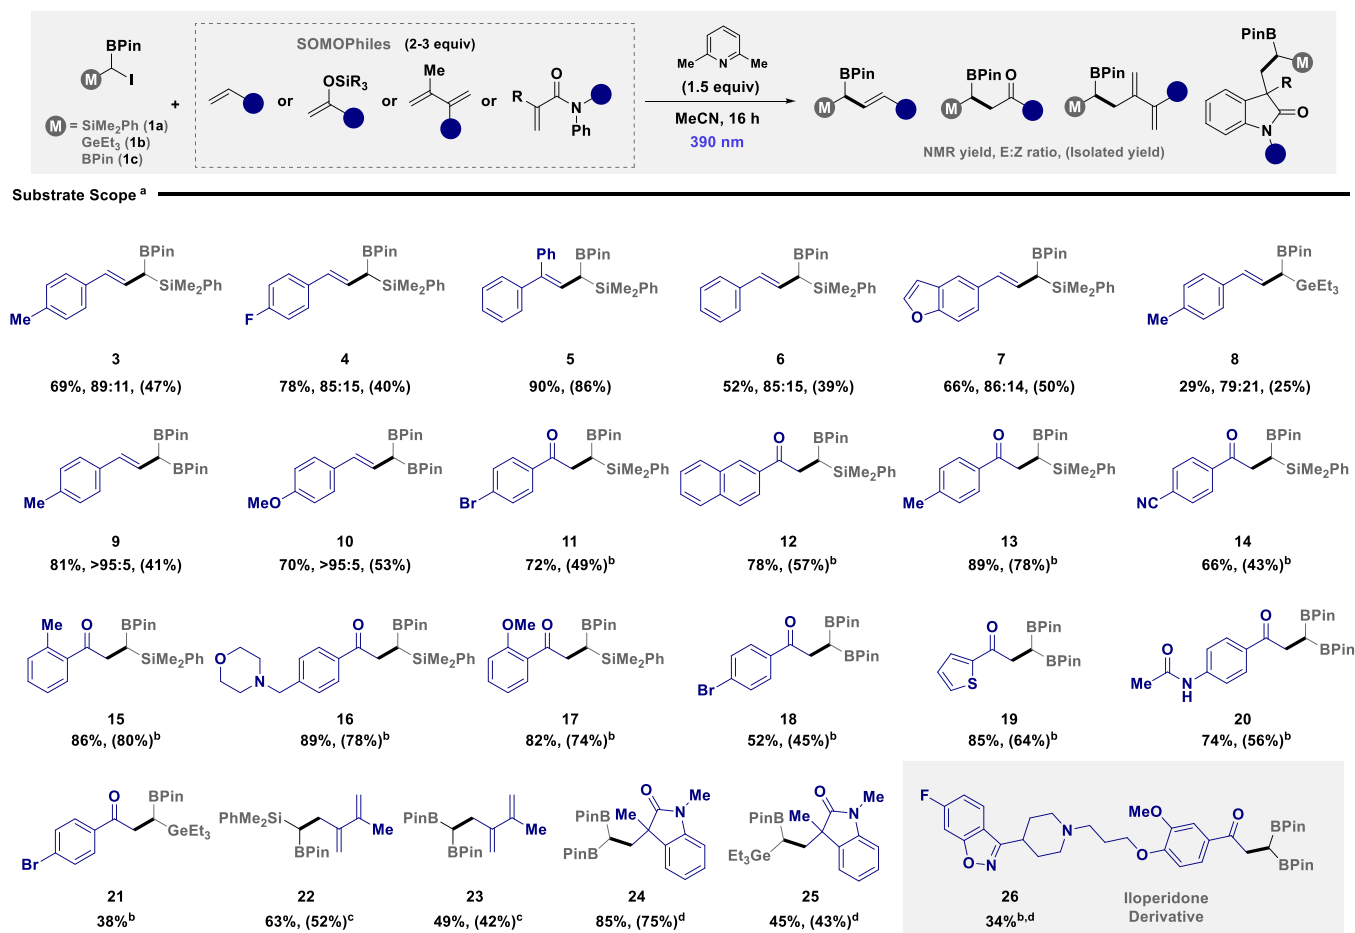 BPin
M
I
+
M = SiMe2Ph (1a)
GeEt3 (1b)
BPin (1c)
SOMOPhiles (2-3 equiv)
or
OSiR3
or
Me
or
R
O
N
Ph
Me N Me
(1.5 equiv)
MeCN, 16 h
390 nm
BPin
M
BPin O
M
BPin
M
PinB
M
R
O
N
NMR yield, E:Z ratio, (Isolated yield)
Substrate Scope a
BPin
SiMe2Ph
Me
3
69%, 89:11, (47%)
BPin
SiMe2Ph
F
4
78%, 85:15, (40%)
Ph
BPin
SiMe2Ph
5
90%, (86%)
BPin
SiMe2Ph
6
52%, 85:15, (39%)
BPin
SiMe2Ph
O
7
66%, 86:14, (50%)
BPin
GeEt3
Me
8
29%, 79:21, (25%)
BPin
BPin
Me
9
81%, >95:5, (41%)
BPin
BPin
MeO
10
70%, >95:5, (53%)
O BPin
SiMe2Ph
Br
11
72%, (49%)b
O BPin
SiMe2Ph
12
78%, (57%)b
O BPin
SiMe2Ph
Me
13
89%, (78%)b
O BPin
SiMe2Ph
NC
14
66%, (43%)b
Me O BPin
SiMe2Ph
15
86%, (80%)b
O BPin
SiMe2Ph
O
N
16
89%, (78%)b
OMe O BPin
SiMe2Ph
17
82%, (74%)b
O BPin
BPin
Br
18
52%, (45%)b
O BPin
BPin
S
19
85%, (64%)b
O BPin
BPin
O
Me N
H
20
74%, (56%)b
O BPin
GeEt3
Br
21
38%b
PhMe2Si
Me
BPin
22
63%, (52%)c
PinB
Me
BPin
23
49%, (42%)c
O
N Me
PinB Me
PinB
24
85%, (75%)d
O
N Me
PinB Me
Et3Ge
25
45%, (43%)d
F
O N
N
O
MeO
O
BPin
BPin
26
34%b,d
Iloperidone
Derivative